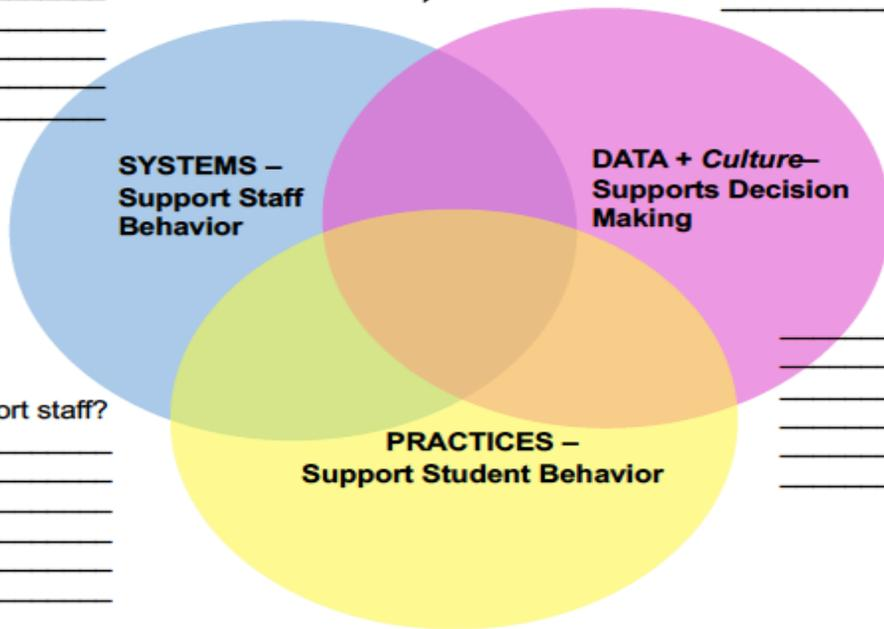 SYSTEMS –
Support Staff
Behavior
DATA + Culture–
Supports Decision
Making
ort staff?
PRACTICES –
Support Student Behavior